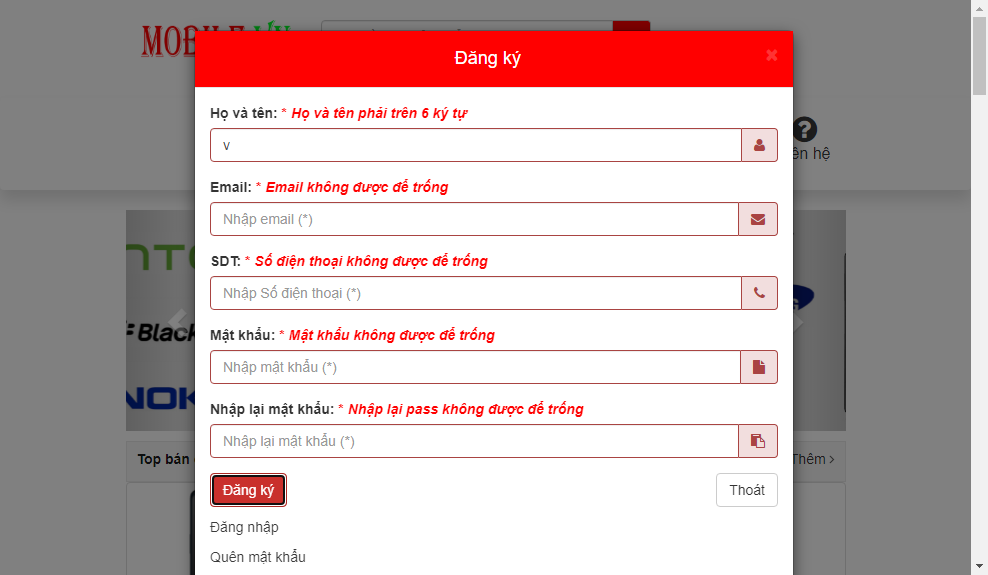 Đăng ký
Họ và tên: * Họ và tên phải trên 6 ký tự
v
Email: * Email không được để trống
Nhập email (*)
SDT: * Số điện thoại không được để trống
Nhập Số điện thoại (*)
Mật khẩu: * Mật khẩu không được để trống
Nhập mật khẩu (*)
Nhập lại mật khẩu: * Nhập lại pass không được để trống
Nhập lại mật khẩu (*)
Đăng ký
Thoát
Đăng nhập
Quên mật khẩu
hệ
Black
NOK
Top bán
Thêm